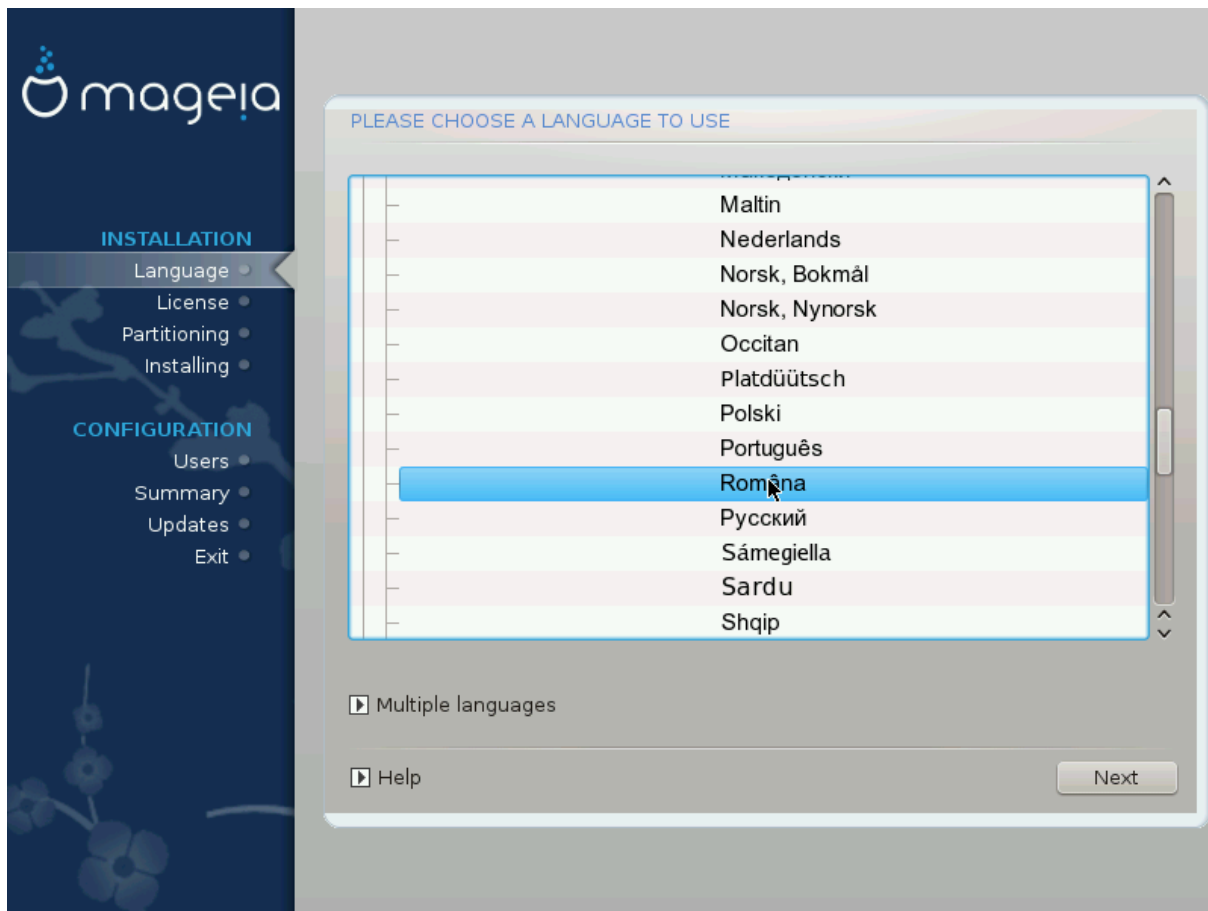 mageia
INSTALLATION
Language
License
Partitioning
Installing
CONFIGURATION
Users
Summary
Updates
Exit
PLEASE CHOOSE A LANGUAGE TO USE
Maltin
Nederlands
Norsk, Bokmål
Norsk, Nynorsk
Occitan
Platdüütsch
Polski
Português
Româna
Русский
Sámegiella
Sardu
Shqip
Multiple languages
Help
Next